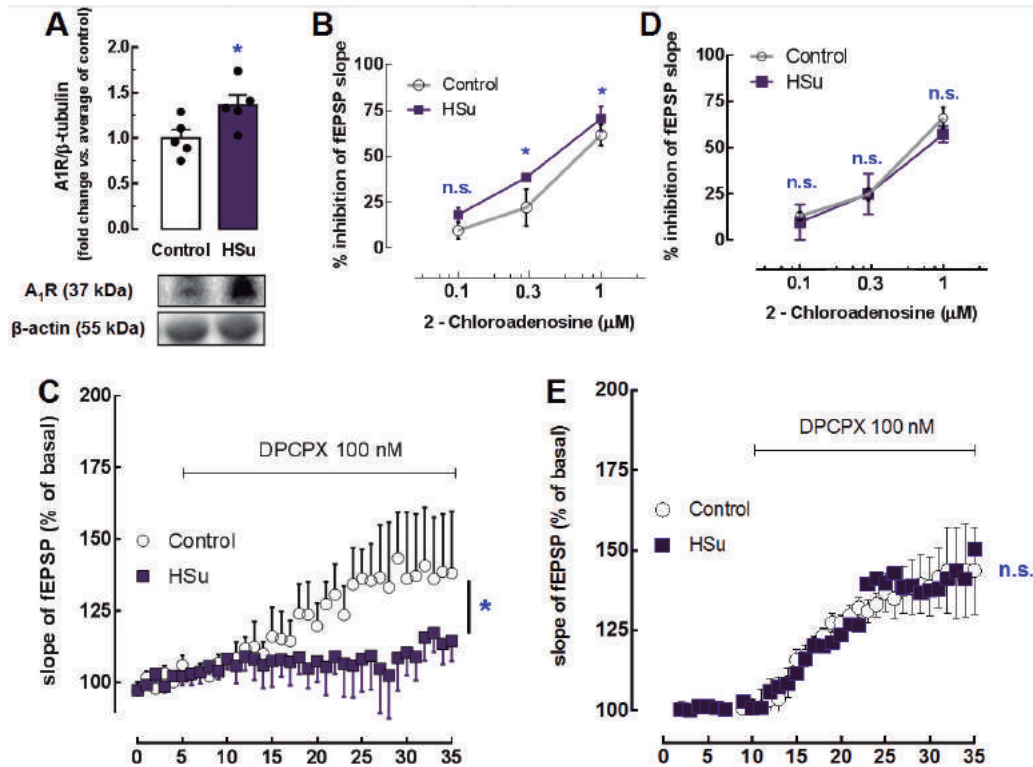 A
A1R/β-tubulin
(fold change vs. average of control)
2.0
1.5
1.0
0.5
0.0
*
Control HSu
A₁R (37 kDa)
β-actin (55 kDa)
B
% inhibition of fEPSP slope
100
75
50
25
0
Control
HSu
n.s.
*
*
0.1 0.3 1
2 - Chloroadenosine (μM)
D
% inhibition of fEPSP slope
100
75
50
25
0
Control
HSu
n.s.
n.s.
n.s.
0.1 0.3 1
2 - Chloroadenosine (μM)
C
slope of fEPSP (% of basal)
200
175
150
125
100
DPCPX 100 nM
Control
HSu
*
0 5 10 15 20 25 30 35
E
slope of fEPSP (% of basal)
200
175
150
125
100
DPCPX 100 nM
Control
HSu
n.s.
0 5 10 15 20 25 30 35